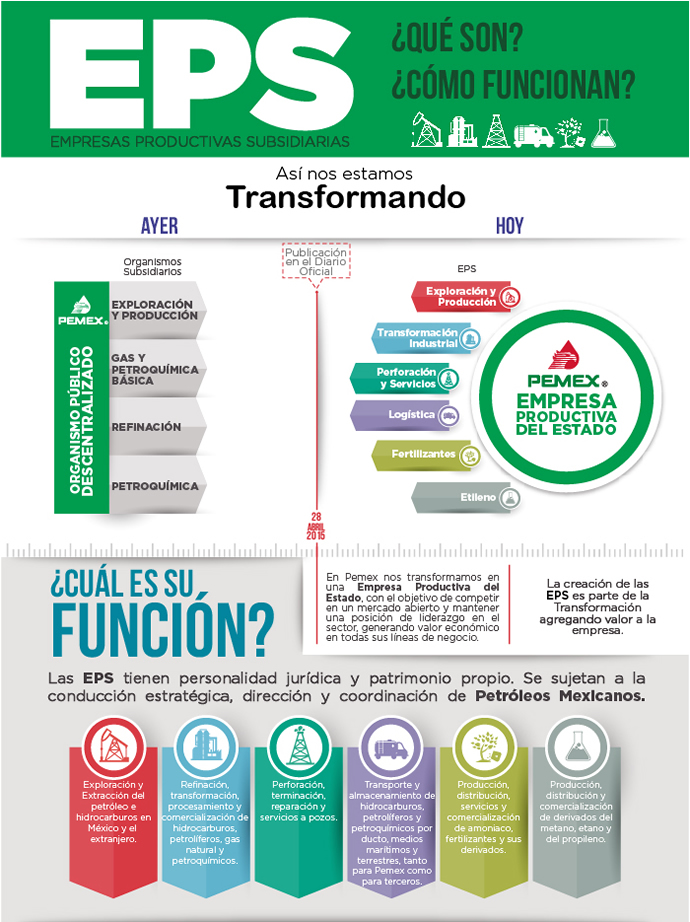 EPS
EMPRESAS PRODUCTIVAS SUBSIDIARIAS
¿QUÉ SON?
¿CÓMO FUNCIONAN?
Así nos estamos
Transformando
AYER
HOY
Organismos
Subsidiarios
PEMEX®
ORGANISMO PÚBLICO
DESCENTRALIZADO
EXPLORACIÓN
Y PRODUCCIÓN
GAS Y
PETROQUÍMICA
BÁSICA
REFINACIÓN
PETROQUÍMICA
Publicación
en el Diario
Oficial
28
ABRIL
2015
EPS
Exploración y
Producción
Transformación
Industrial
Perforación
y Servicios
Logística
Fertilizantes
Etileno
PEMEX®
EMPRESA
PRODUCTIVA
DEL ESTADO
¿CUÁL ES SU
FUNCIÓN?
En Pemex nos transformamos en
una Empresa Productiva del
Estado, con el objetivo de competir
en un mercado abierto y mantener
una posición de liderazgo en el
sector, generando valor económico
en todas sus líneas de negocio.
La creación de las
EPS es parte de la
Transformación
agregando valor a la
empresa.
Las EPS tienen personalidad jurídica y patrimonio propio. Se sujetan a la
conducción estratégica, dirección y coordinación de Petróleos Mexicanos.
Exploración y
Extracción del
petróleo e
hidrocarburos en
México y el
extranjero.
Refinación,
transformación,
procesamiento y
comercialización de
hidrocarburos,
petrolíferos, gas
natural y
petroquímicos.
Perforación,
terminación,
reparación y
servicios a pozos.
Transporte y
almacenamiento de
hidrocarburos,
petrolíferos y
petroquímicos por
ducto, medios
marítimos y
terrestres, tanto
para Pemex como
para terceros.
Producción,
distribución,
servicios y
comercialización
de amoniaco,
fertilizantes y sus
derivados.
Producción,
distribución y
comercialización
de derivados del
metano, etano y
del propileno.